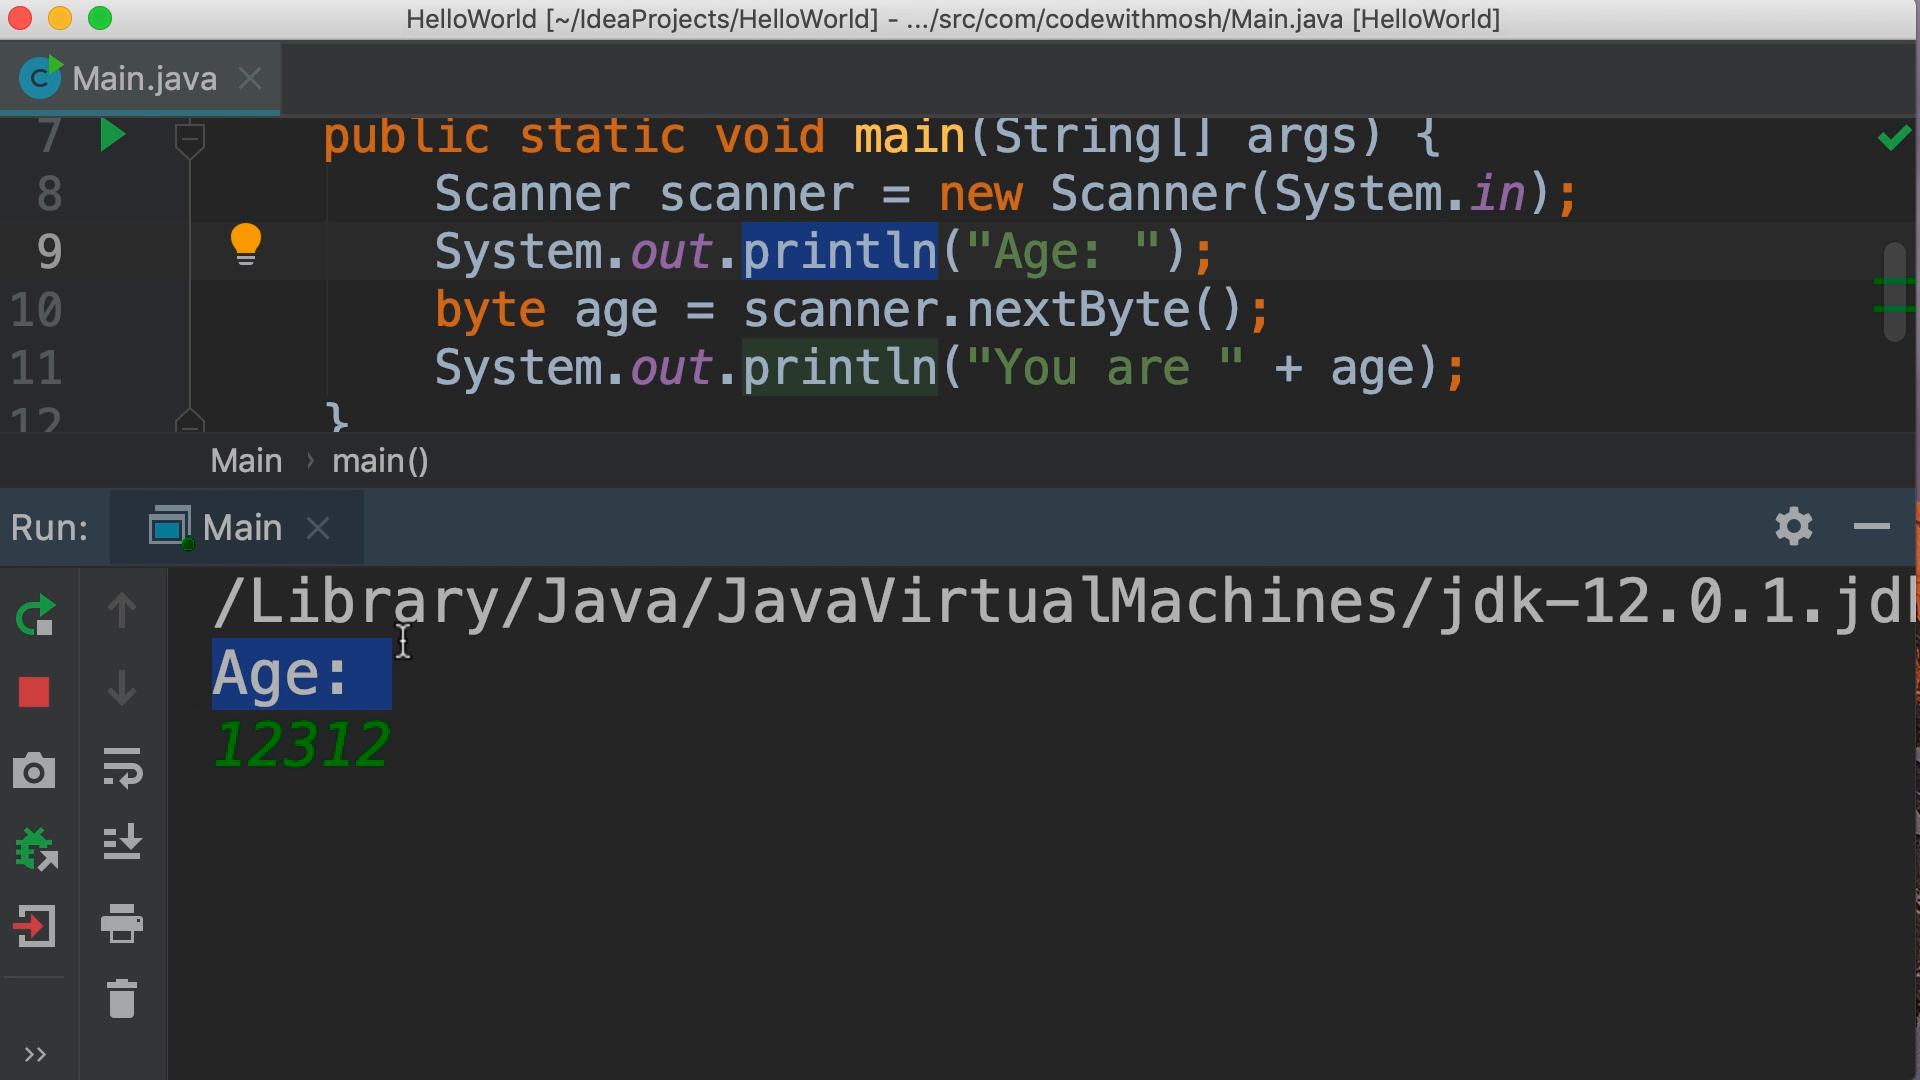 HelloWorld [~/IdeaProjects/HelloWorld] - .../src/com/codewithmosh/Main.java [HelloWorld]
Main.java
7 public static void main(String[] args) {
8 Scanner scanner = new Scanner(System.in);
9 System.out.println("Age: ");
10 byte age = scanner.nextByte();
11 System.out.println("You are " + age);
12 }
Main › main()
Run: Main
/Library/Java/JavaVirtualMachines/jdk-12.0.1.jd
Age:
12312